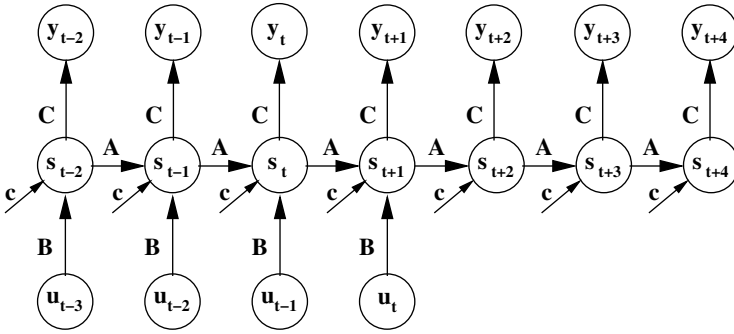 y t−2 y t−1 y t y t+1 y t+2 y t+3 y t+4
C C C C C C C
A A A A A A
s t−2 s t−1 s t s t+1 s t+2 s t+3 s t+4
c c c c c c c
B B B B
u t−3 u t−2 u t−1 u t